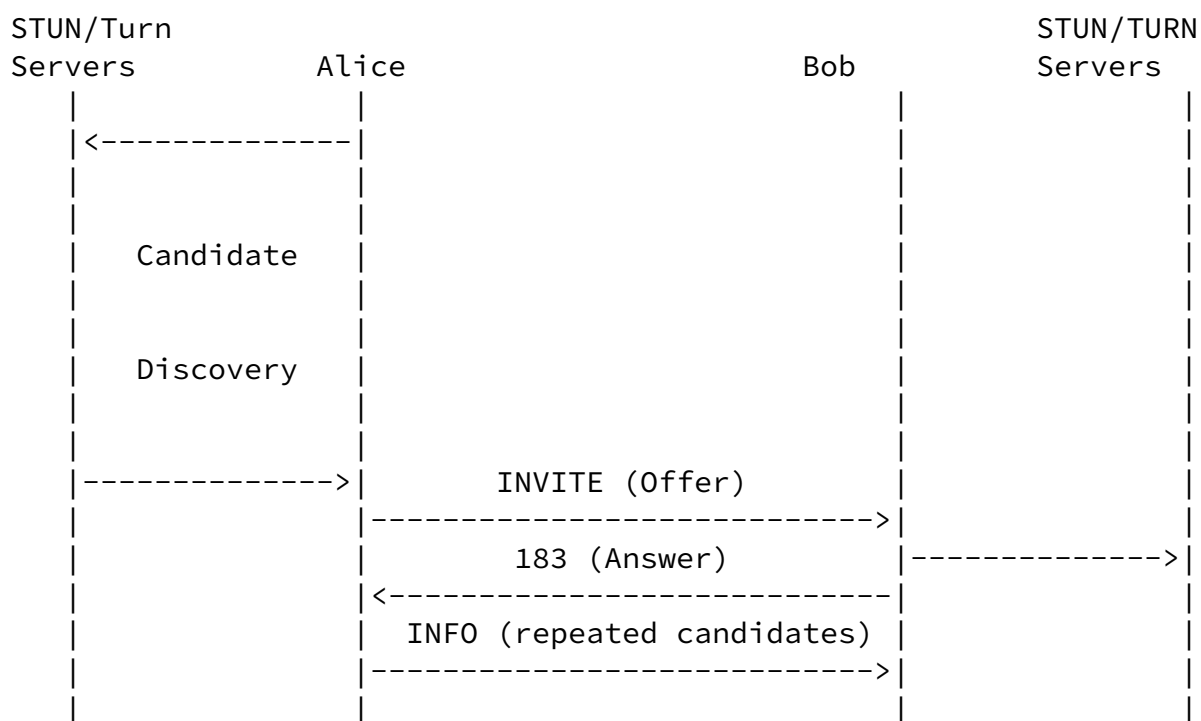 STUN/Turn STUN/TURN
Servers Alice Bob Servers
Candidate
Discovery
INVITE (Offer)
183 (Answer)
INFO (repeated candidates)